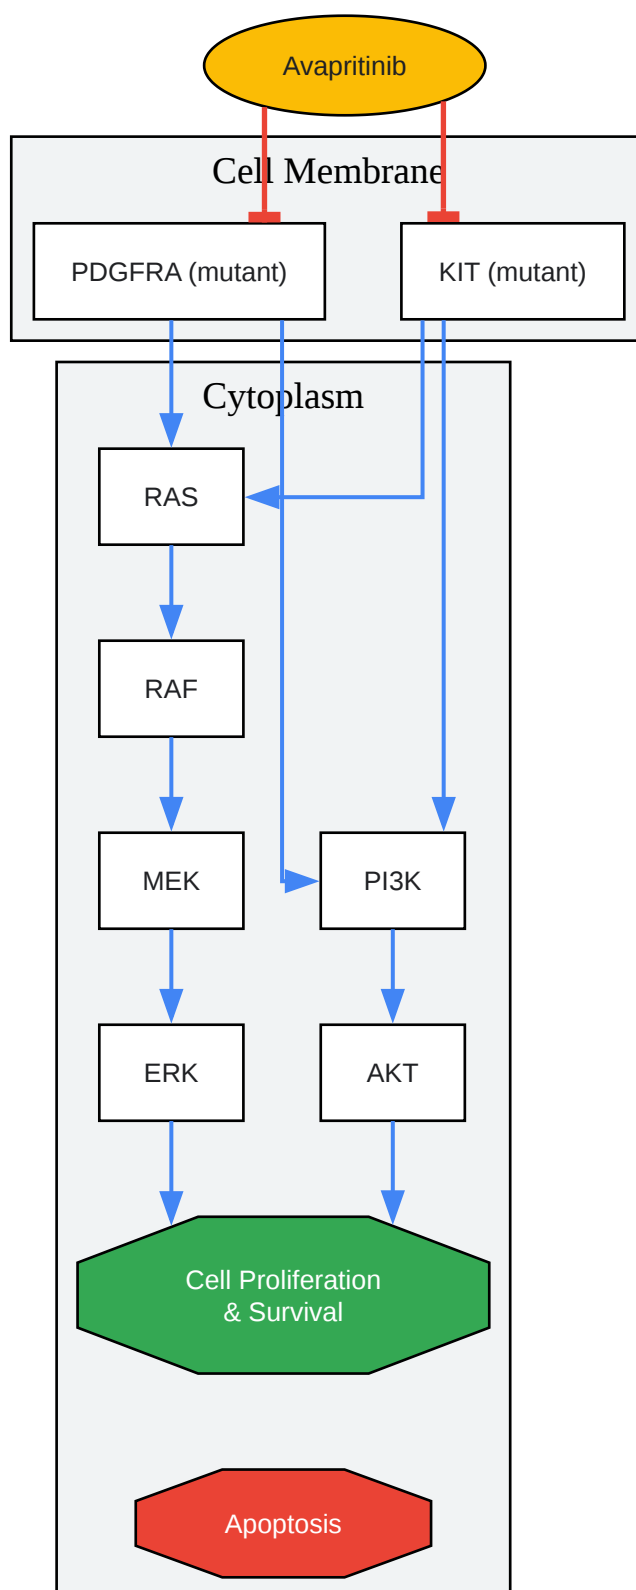 Avapritinib
Cell Membrane
PDGFRA (mutant)
KIT (mutant)
Cytoplasm
RAS
RAF
MEK
PI3K
ERK
AKT
Cell Proliferation
& Survival
Apoptosis